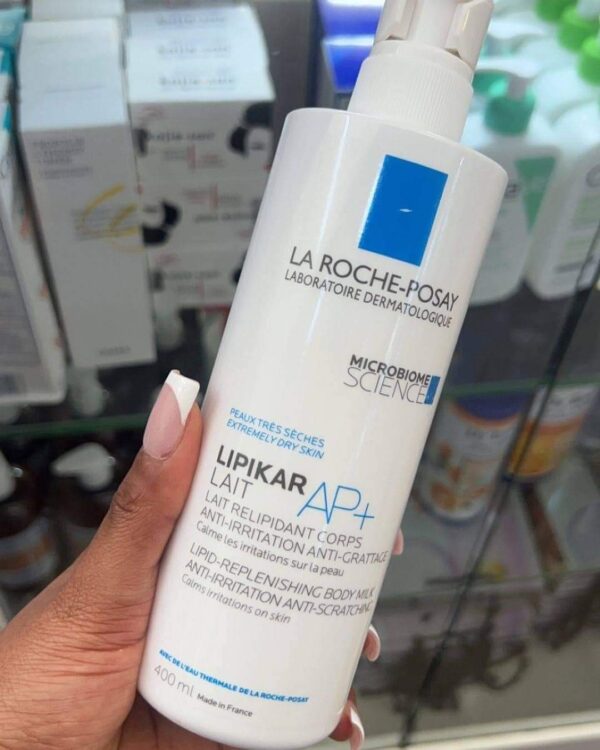 LA ROCHE-POSAY
LABORATOIRE DERMATOLOGIQUE
MICROBIOME
SCIENCE
PEAUX TRÈS SÈCHES
EXTREMELY DRY SKIN
LIPIKAR
LAIT AP+
LAIT RELIPIDANT CORPS
ANTI-IRRITATION ANTI-GRATTAGE
Calme les irritations sur la peau
LIPID-REPLENISHING BODY MILK
ANTI-IRRITATION ANTI-SCRATCHING
Calms irritations on skin
AVEC DE L'EAU THERMALE DE LA ROCHE-POSAY
400 ml Made in France